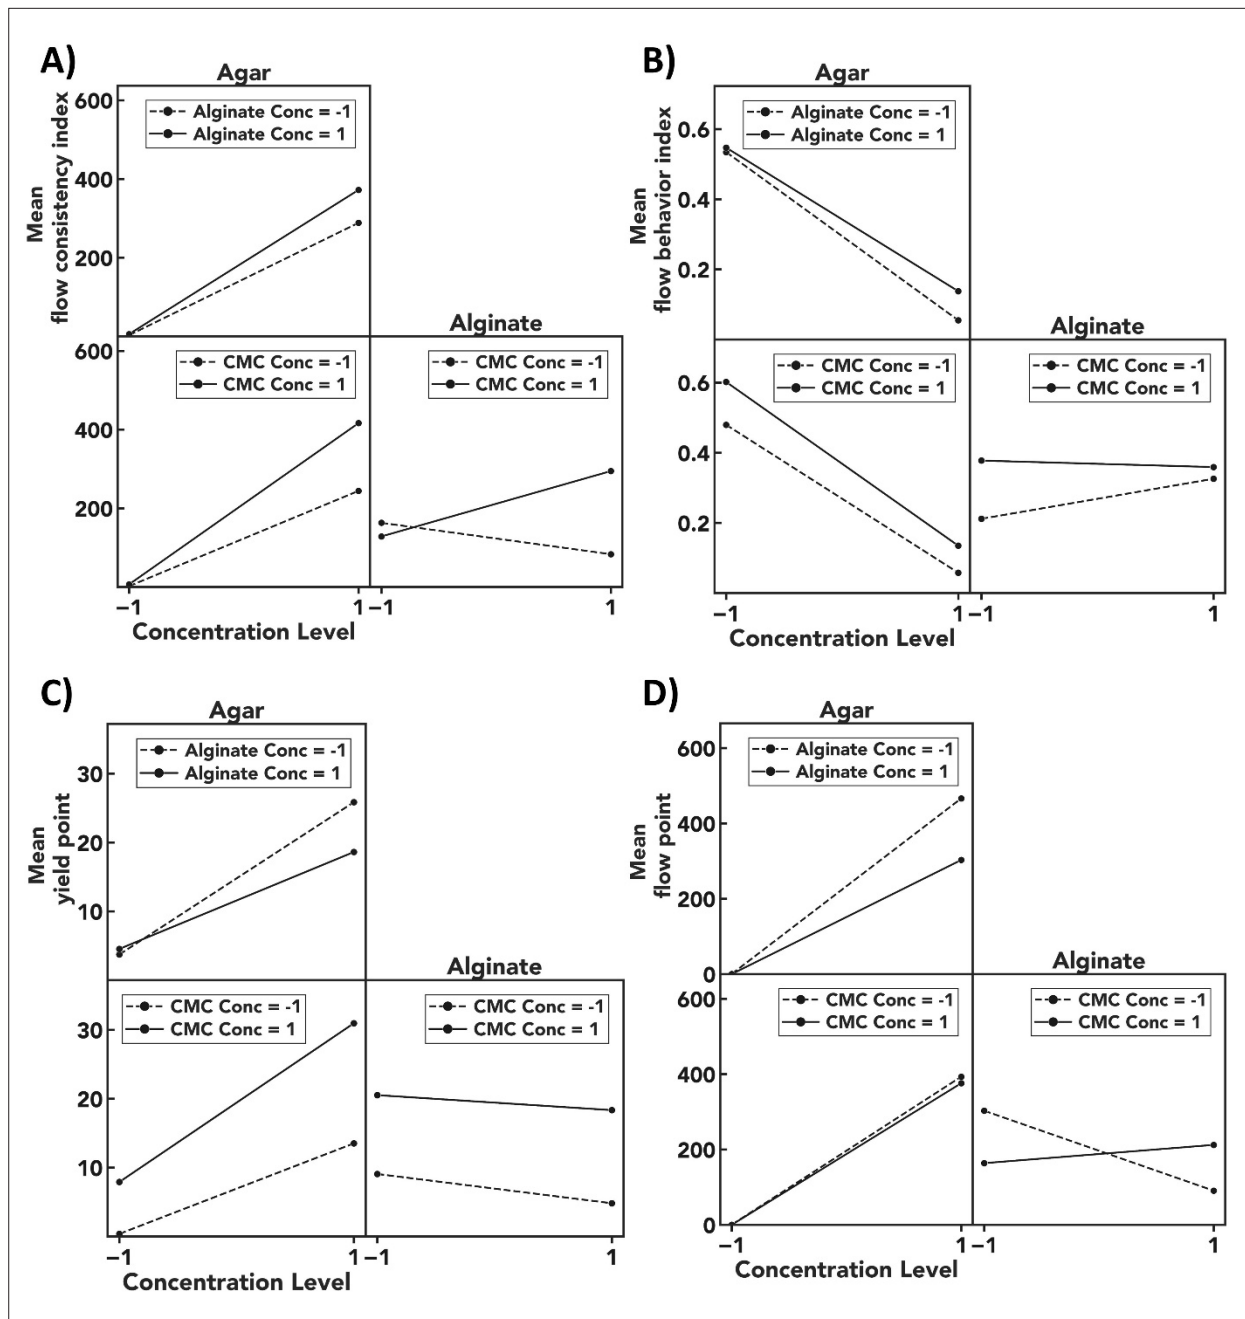 A)
Agar
Mean
flow consistency index
600
400
200
Alginate Conc = -1
Alginate Conc = 1
Alginate
600
400
200
CMC Conc = -1
CMC Conc = 1
CMC Conc = -1
CMC Conc = 1
−1
1
−1
1
Concentration Level
B)
Agar
Mean
flow behavior index
0.6
0.4
0.2
Alginate Conc = -1
Alginate Conc = 1
Alginate
0.6
0.4
0.2
CMC Conc = -1
CMC Conc = 1
CMC Conc = -1
CMC Conc = 1
−1
1
−1
1
Concentration Level
C)
Agar
Mean
yield point
30
20
10
Alginate Conc = -1
Alginate Conc = 1
Alginate
30
20
10
CMC Conc = -1
CMC Conc = 1
CMC Conc = -1
CMC Conc = 1
−1
1
−1
1
Concentration Level
D)
Agar
Mean
flow point
600
400
200
0
Alginate Conc = -1
Alginate Conc = 1
Alginate
600
400
200
0
CMC Conc = -1
CMC Conc = 1
CMC Conc = -1
CMC Conc = 1
−1
1
−1
1
Concentration Level